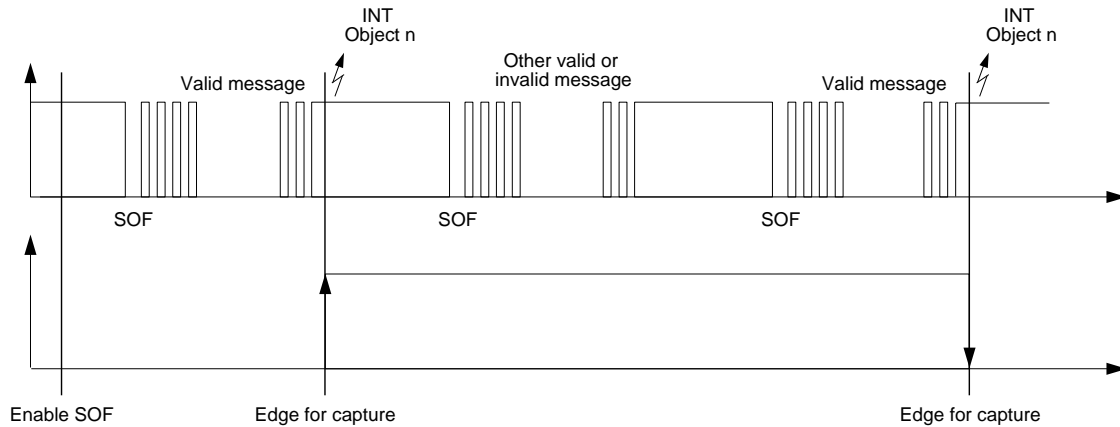 INT
Object n
INT
Object n
Valid message
Other valid or
invalid message
Valid message
SOF
SOF
SOF
Enable SOF
Edge for capture
Edge for capture